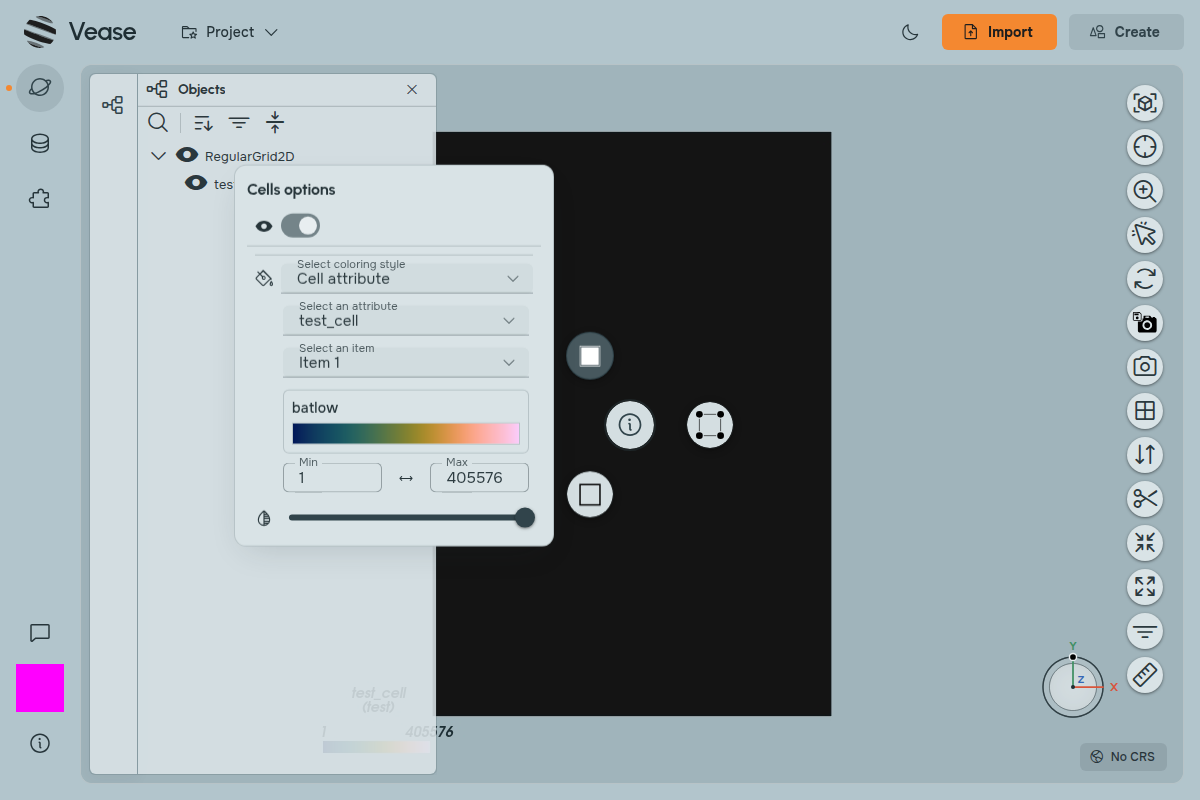 Vease
Project
Import
Create
Objects
RegularGrid2D
tes
Cells options
Select coloring style
Cell attribute
Select an attribute
test_cell
Select an item
Item 1
batlow
Min
1
Max
405576
test_cell
(test)
1
405576
Y
Z
X
No CRS